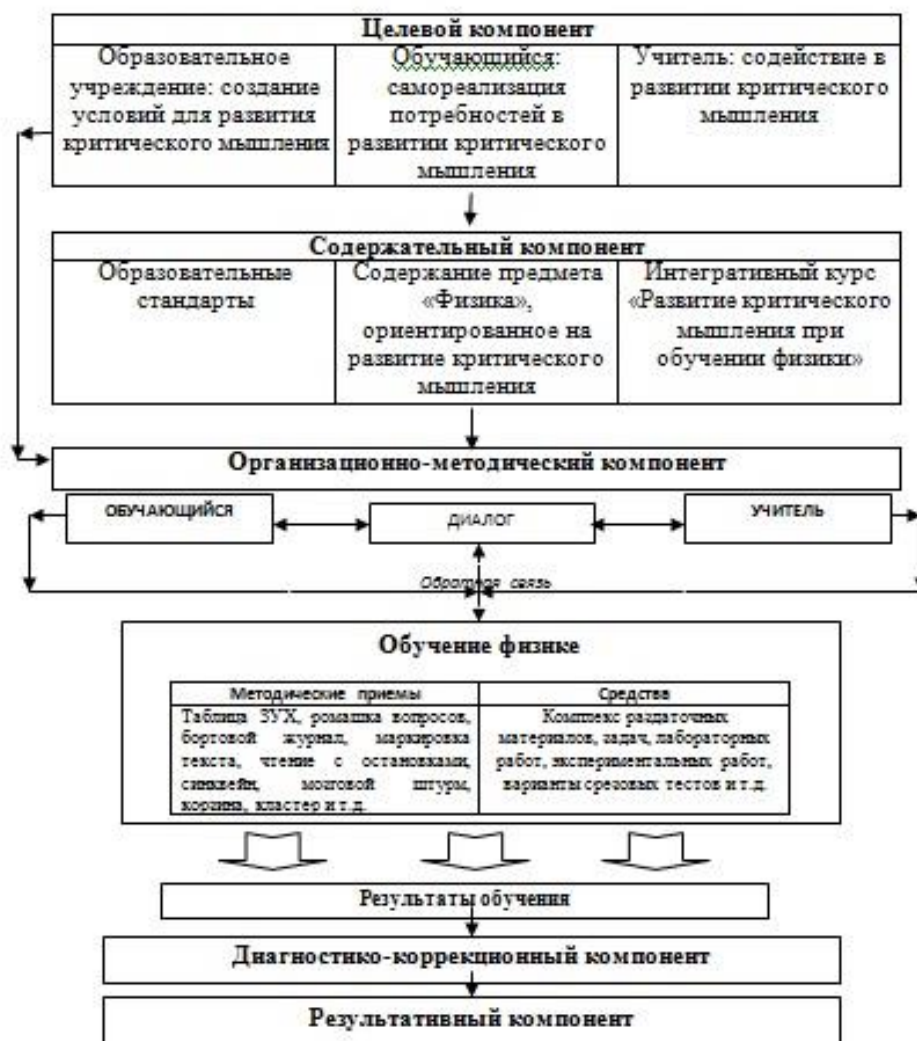 Целевой компонент
Образовательное
учреждение: создание
условий для развития
критического мышления
Обучающийся:
самореализация
потребностей в
развитии критического
мышления
Учитель: содействие в
развитии критического
мышления
Содержательный компонент
Образовательные
стандарты
Содержание предмета
«Физика»,
ориентированное на
развитие критического
мышления
Интегративный курс
«Развитие критического
мышления при
обучении физики»
Организационно-методический компонент
ОБУЧАЮЩИЙСЯ
ДИАЛОГ
УЧИТЕЛЬ
Обратная связь
Обучение физике
Методические приемы
Таблица ЗУХ, ромашка вопросов,
бортовой журнал, маркировка
текста, чтение с остановками,
синквейн, мозговой штурм,
корзина, кластер и т.д.
Средства
Комплекс раздаточных
материалов, задач, лабораторных
работ, экспериментальных работ,
варианты срезовых тестов и т.д.
Результаты обучения
Диагностико-коррекционный компонент
Результативный компонент